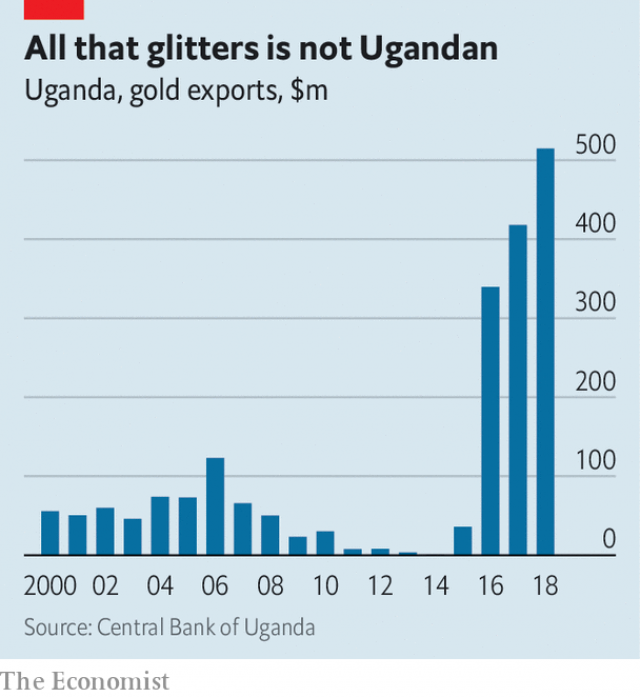 All that glitters is not Ugandan
Uganda, gold exports, $m
500
400
300
200
100
0
2000 02 04 06 08 10 12 14 16 18
Source: Central Bank of Uganda
The Economist